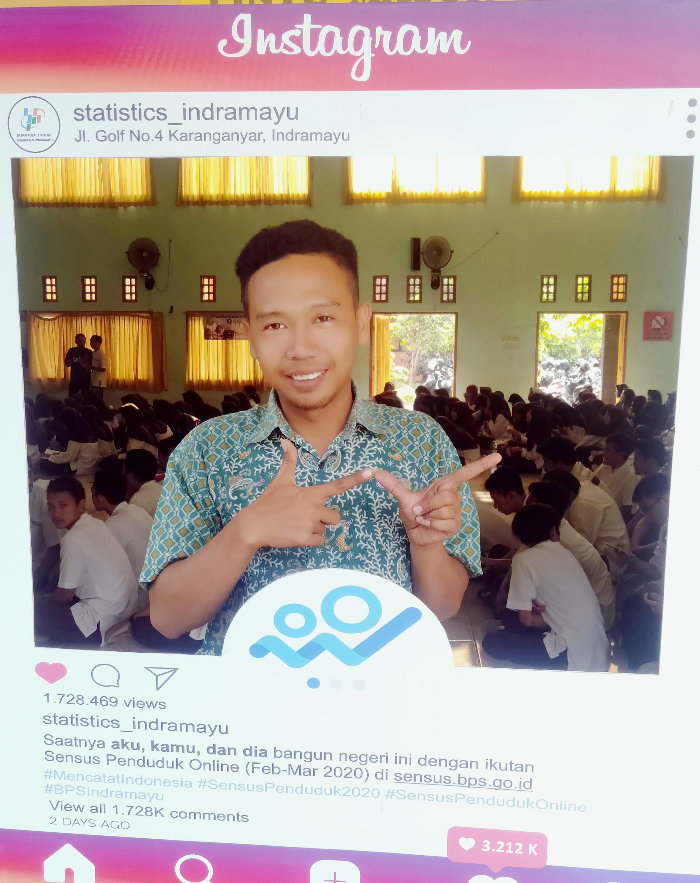 Instagram
statistics_indramayu
Jl. Golf No.4 Karanganyar, Indramayu
1.728.469 views
statistics_indramayu
Saatnya aku, kamu, dan dia bangun negeri ini dengan ikutan
Sensus Penduduk Online (Feb-Mar 2020) di sensus.bps.go.id
#MencatatIndonesia #SensusPenduduk2020 #SensusPendudukOnline
#BPSIndramayu
View all 1.728K comments
2 DAYS AGO
3.212 K